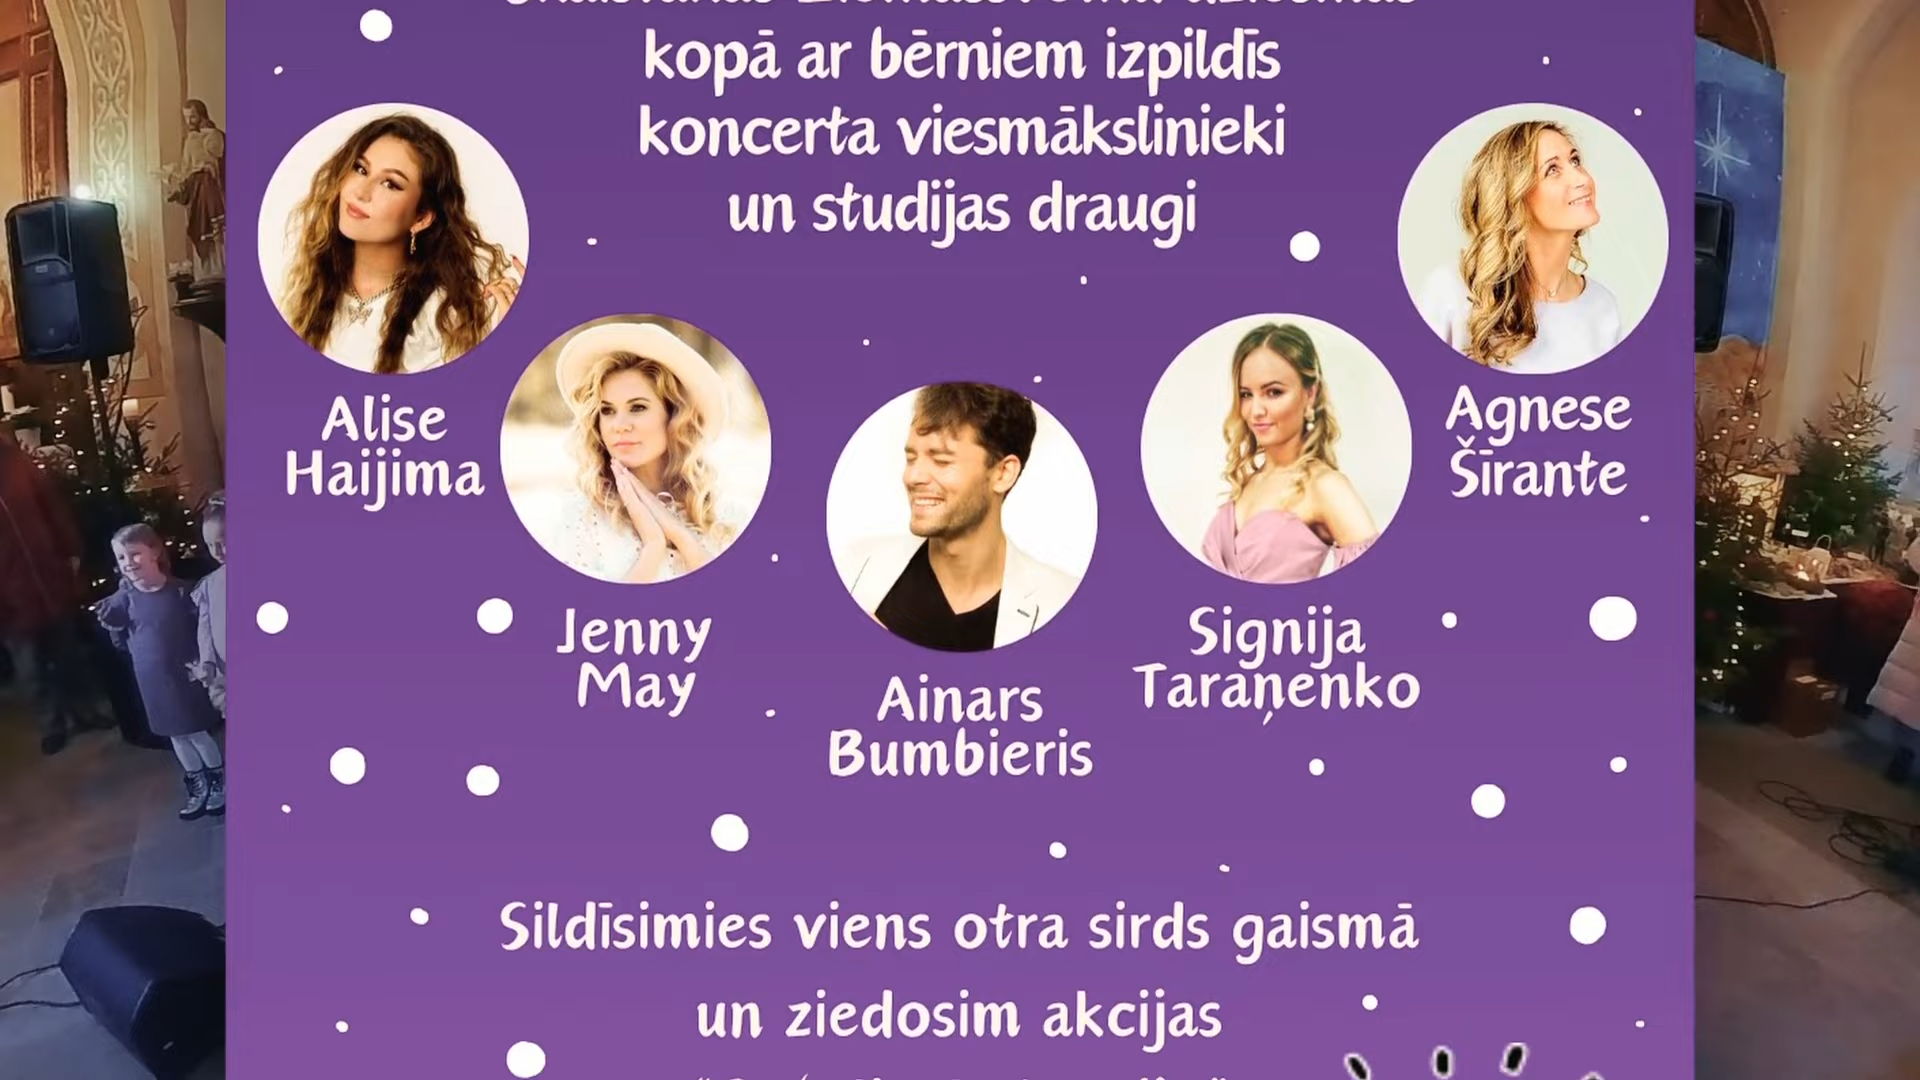 kopā ar bērniem izpildīs
koncerta viesmākslinieki
un studijas draugi
Alise
Haijima
Jenny
May
Ainars
Bumbieris
Signija
Taraņenko
Agnese
Šīrante
Sildīsimies viens otra sirds gaismā
un ziedosim akcijas